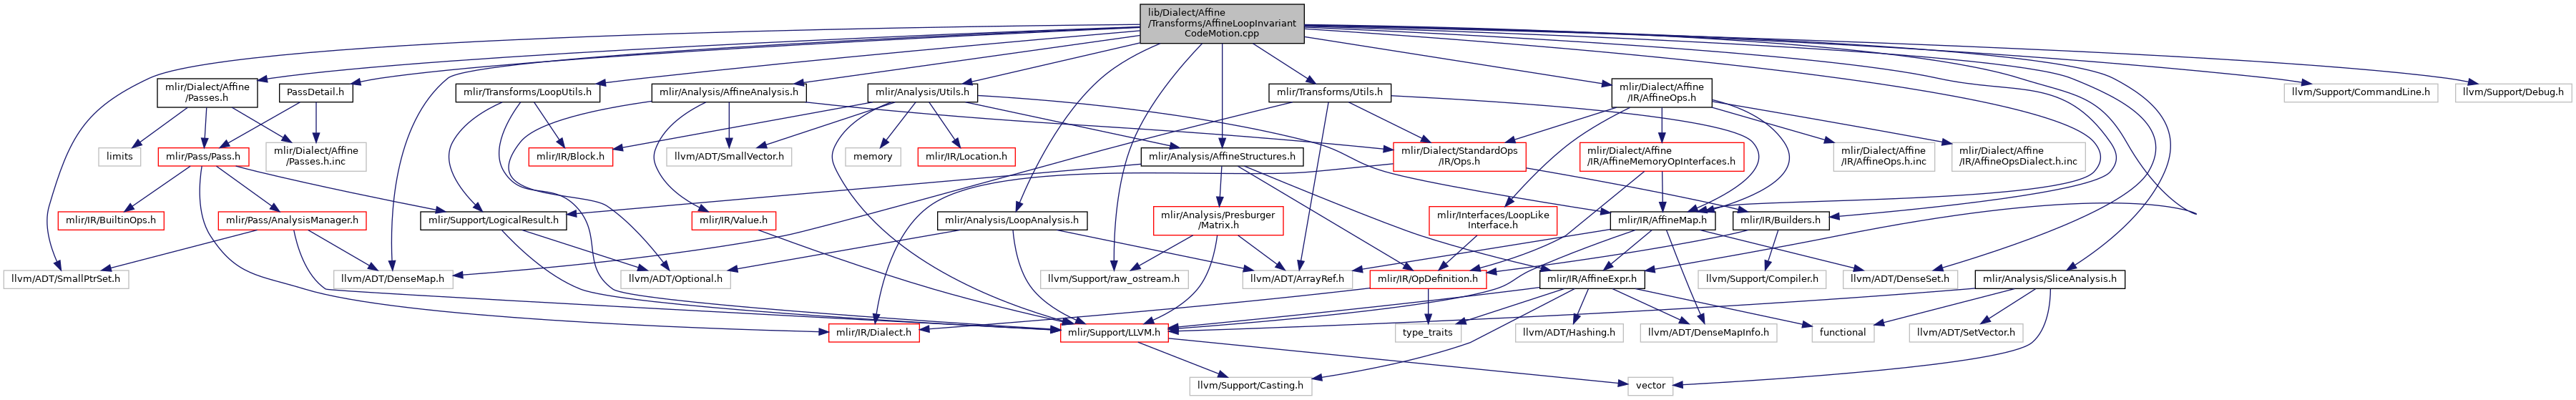 lib/Dialect/Affine
/Transforms/AffineLoopInvariant
CodeMotion.cpp
mlir/Dialect/Affine
/Passes.h
PassDetail.h
mlir/Transforms/LoopUtils.h
mlir/Analysis/AffineAnalysis.h
mlir/Analysis/Utils.h
mlir/Transforms/Utils.h
mlir/Dialect/Affine
/IR/AffineOps.h
llvm/Support/CommandLine.h
llvm/Support/Debug.h
limits
mlir/Pass/Pass.h
mlir/Dialect/Affine
/Passes.h.inc
mlir/IR/Block.h
llvm/ADT/SmallVector.h
memory
mlir/IR/Location.h
mlir/Analysis/AffineStructures.h
mlir/Dialect/StandardOps
/IR/Ops.h
mlir/Dialect/Affine
/IR/AffineMemoryOpInterfaces.h
mlir/Dialect/Affine
/IR/AffineOps.h.inc
mlir/Dialect/Affine
/IR/AffineOpsDialect.h.inc
mlir/IR/BuiltinOps.h
mlir/Pass/AnalysisManager.h
mlir/Support/LogicalResult.h
mlir/IR/Value.h
mlir/Analysis/LoopAnalysis.h
mlir/Analysis/Presburger
/Matrix.h
mlir/Interfaces/LoopLike
Interface.h
mlir/IR/AffineMap.h
mlir/IR/Builders.h
llvm/ADT/SmallPtrSet.h
llvm/ADT/DenseMap.h
llvm/ADT/Optional.h
llvm/Support/raw_ostream.h
llvm/ADT/ArrayRef.h
mlir/IR/OpDefinition.h
mlir/IR/AffineExpr.h
llvm/Support/Compiler.h
llvm/ADT/DenseSet.h
mlir/Analysis/SliceAnalysis.h
mlir/IR/Dialect.h
mlir/Support/LLVM.h
type_traits
llvm/ADT/Hashing.h
llvm/ADT/DenseMapInfo.h
functional
llvm/ADT/SetVector.h
llvm/Support/Casting.h
vector